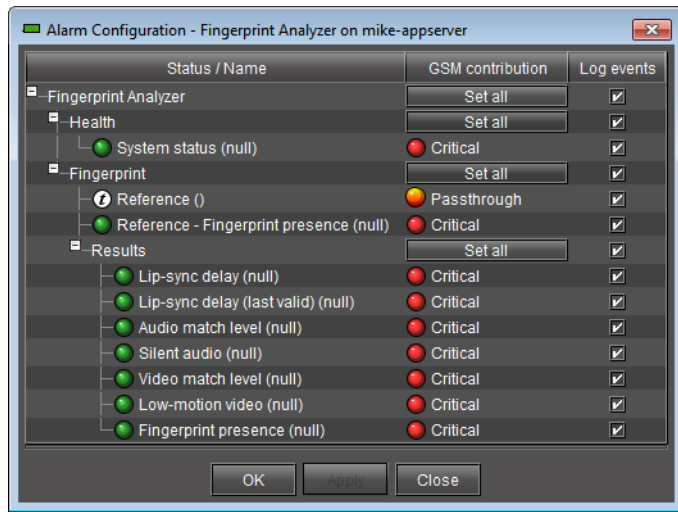 Alarm Configuration - Fingerprint Analyzer on mike-appserver
Status / Name GSM contribution Log events
Fingerprint Analyzer Set all
Health Set all
System status (null) Critical
Fingerprint Set all
t Reference () Passthrough
Reference - Fingerprint presence (null) Critical
Results Set all
Lip-sync delay (null) Critical
Lip-sync delay (last valid) (null) Critical
Audio match level (null) Critical
Silent audio (null) Critical
Video match level (null) Critical
Low-motion video (null) Critical
Fingerprint presence (null) Critical
OK Apply Close